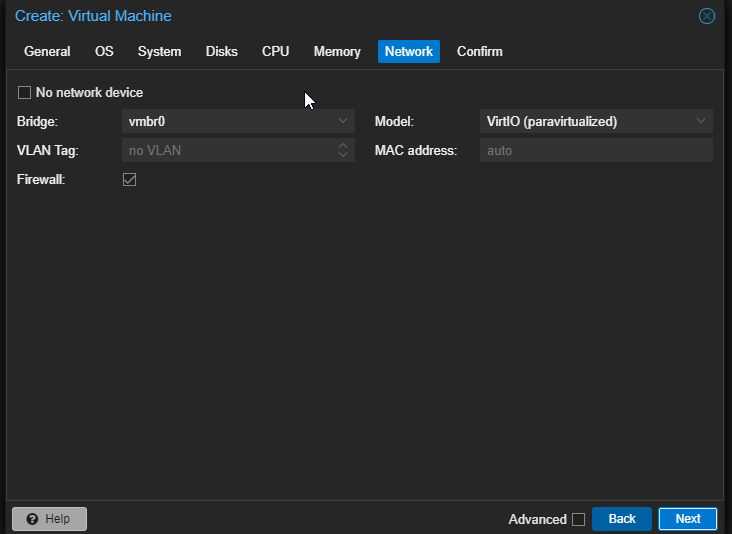 Create: Virtual Machine
General OS System Disks CPU Memory Network Confirm
No network device
Bridge: vmbr0 Model: VirtIO (paravirtualized)
VLAN Tag: no VLAN MAC address: auto
Firewall:
Help Advanced Back Next